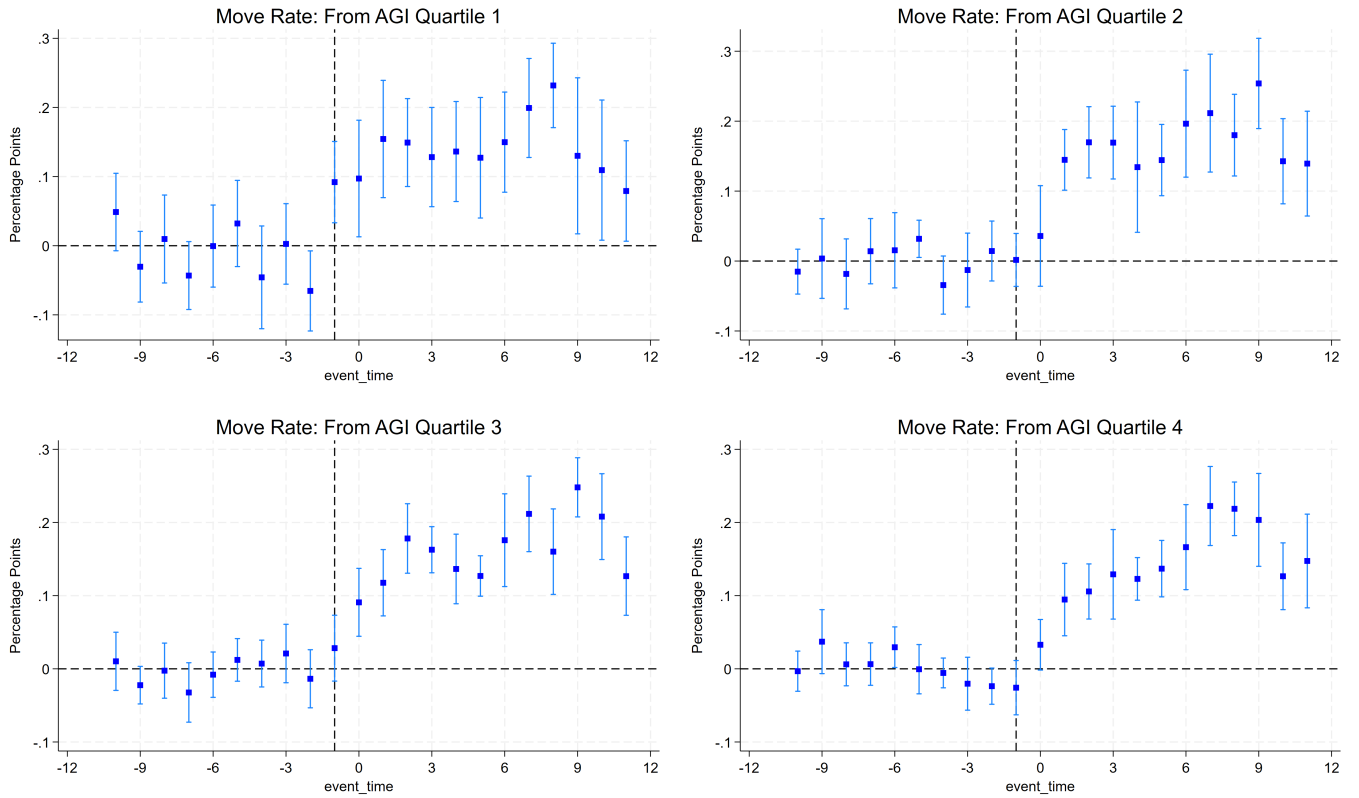 Move Rate: From AGI Quartile 1
Percentage Points
.3
.2
.1
0
-.1
-12 -9 -6 -3 0 3 6 9 12
event_time
Move Rate: From AGI Quartile 2
Percentage Points
.3
.2
.1
0
-.1
-12 -9 -6 -3 0 3 6 9 12
event_time
Move Rate: From AGI Quartile 3
Percentage Points
.3
.2
.1
0
-.1
-12 -9 -6 -3 0 3 6 9 12
event_time
Move Rate: From AGI Quartile 4
Percentage Points
.3
.2
.1
0
-.1
-12 -9 -6 -3 0 3 6 9 12
event_time